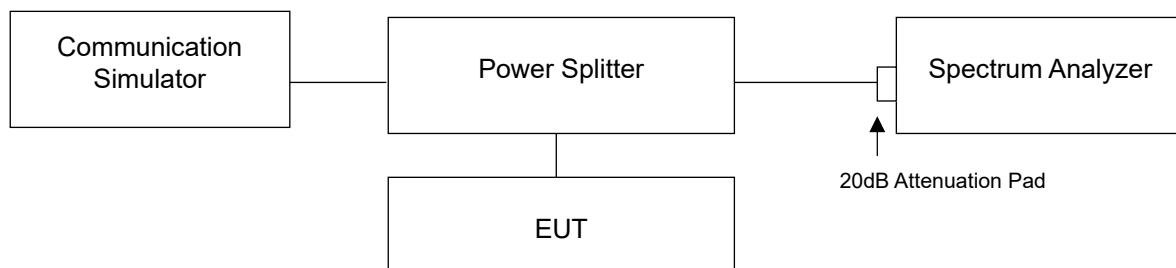 Communication
Simulator
Power Splitter
Spectrum Analyzer
20dB Attenuation Pad
EUT